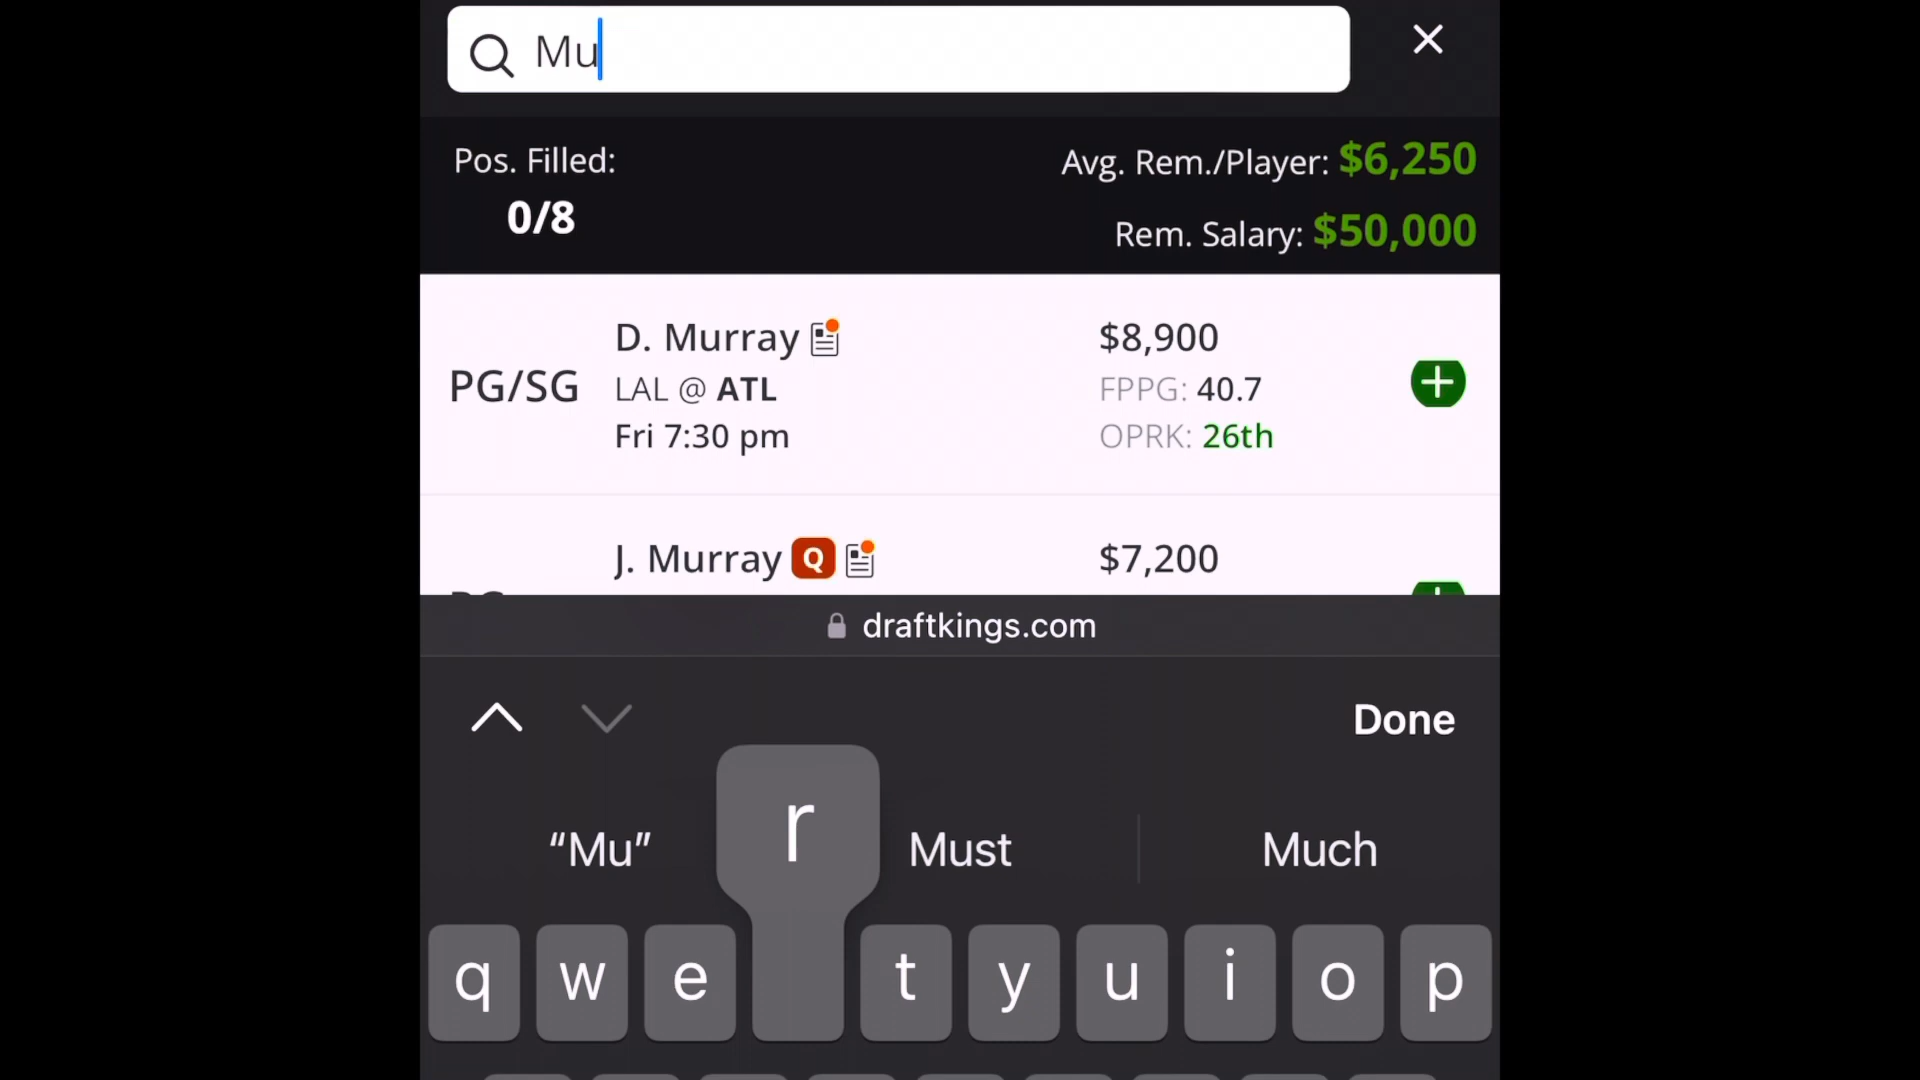 Mu
Pos. Filled:
0/8
Avg. Rem./Player: $6,250
Rem. Salary: $50,000
PG/SG
D. Murray
LAL @ ATL
Fri 7:30 pm
$8,900
FPPG: 40.7
OPRK: 26th
J. Murray Q
$7,200
draftkings.com
Done
“Mu” r Must Much
q w e t y u i o p